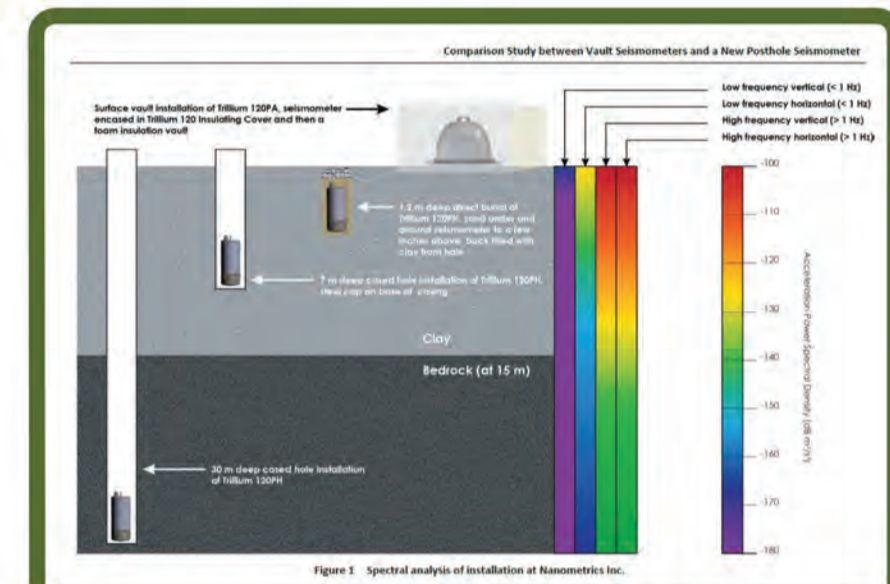 Comparison Study between Vault Seismometers and a New Posthole Seismometer
Surface vault installation of Trillium 120PA, seismometer
encased in Trillium 120 Insulating Cover and then a
foam insulation vault
Low frequency vertical (< 1 Hz)
Low frequency horizontal (< 1 Hz)
High frequency vertical (> 1 Hz)
High frequency horizontal (> 1 Hz)
1.2 m deep direct burial of
Trillium 120PH, sand under and
around seismometer to a few
inches above, back filled with
clay from hole
7 m deep cased hole installation of Trillium 120PH,
steel cap on base of casing
Clay
Bedrock (at 15 m)
30 m deep cased hole installation
of Trillium 120PH
-100
-110
-120
-130
-140
-150
-160
-170
-180
Acceleration Power Spectral Density (dB m²/s⁴)
Figure 1 Spectral analysis of installation at Nanometrics Inc.